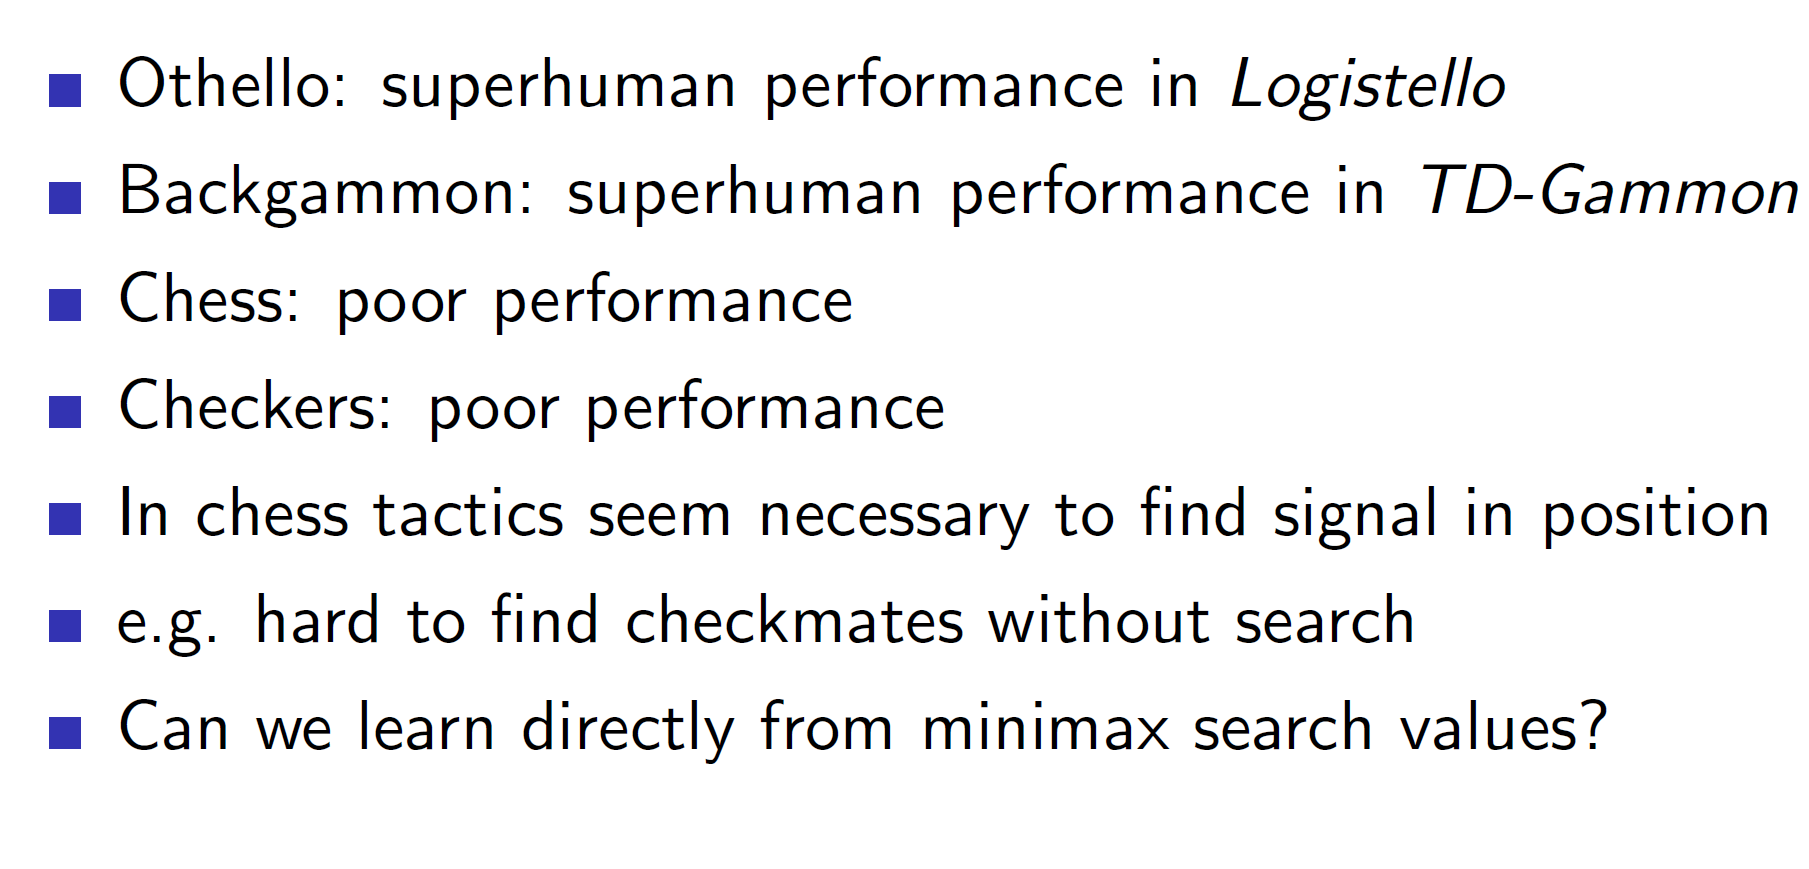 Othello: superhuman performance in Logistello
Backgammon: superhuman performance in TD-Gammon
Chess: poor performance
Checkers: poor performance
In chess tactics seem necessary to find signal in position
e.g. hard to find checkmates without search
Can we learn directly from minimax search values?